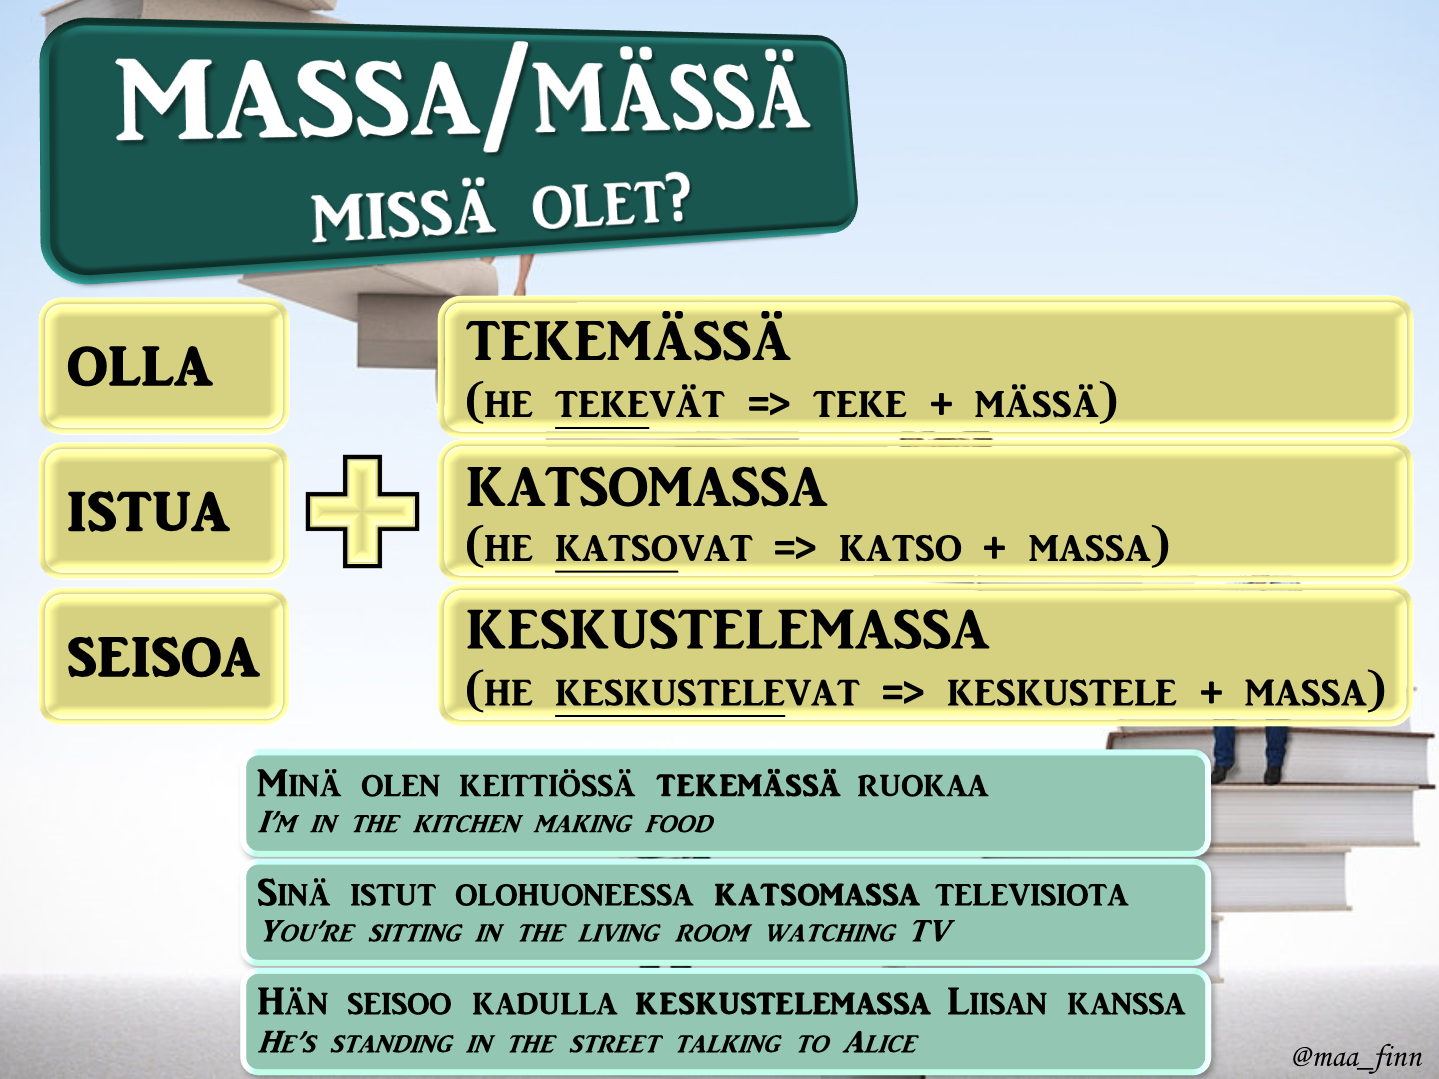 MASSA/MÄSSÄ
MISSÄ OLET?
OLLA
TEKEMÄSSÄ
(HE TEKEVÄT => TEKE + MÄSSÄ)
ISTUA
KATSOMASSA
(HE KATSOVAT => KATSO + MASSA)
SEISOA
KESKUSTELEMASSA
(HE KESKUSTELEVAT => KESKUSTELE + MASSA)
MINÄ OLEN KEITTIÖSSÄ TEKEMÄSSÄ RUOKAA
I'M IN THE KITCHEN MAKING FOOD
SINÄ ISTUT OLOHUONEESSA KATSOMASSA TELEVISIOTA
YOU'RE SITTING IN THE LIVING ROOM WATCHING TV
HÄN SEISOO KADULLA KESKUSTELEMASSA LIISAN KANSSA
HE'S STANDING IN THE STREET TALKING TO ALICE
@maa_finn